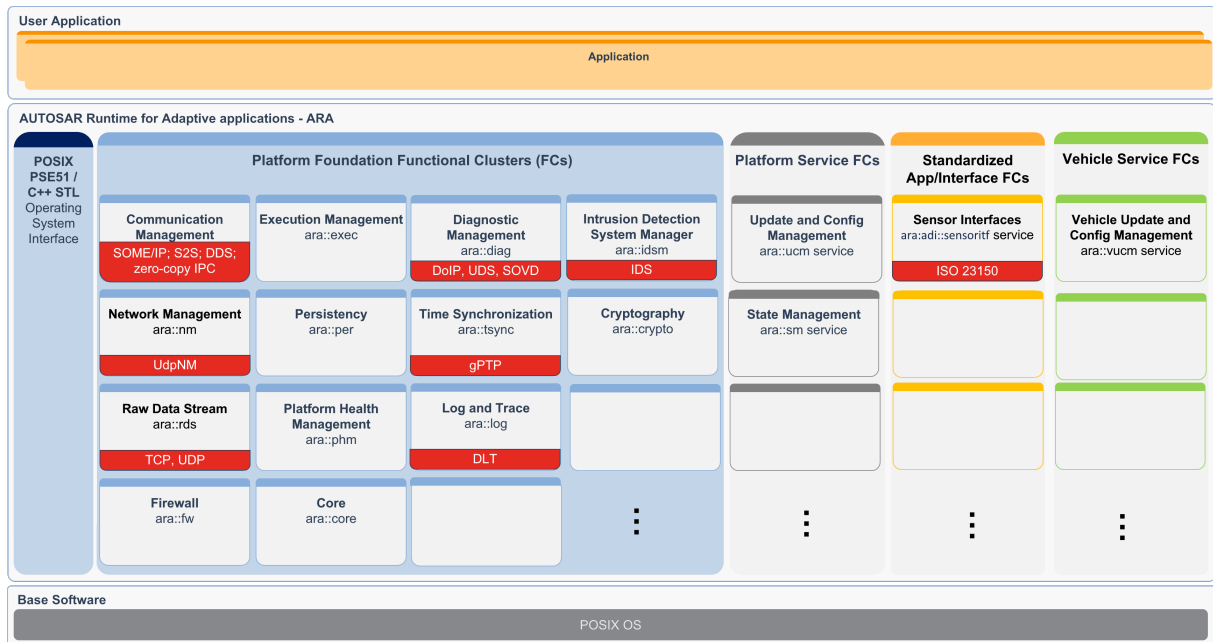 User Application
Application
AUTOSAR Runtime for Adaptive applications - ARA
POSIX
PSE51 /
C++ STL
Operating
System
Interface
Platform Foundation Functional Clusters (FCs)
Communication
Management
SOME/IP; S2S; DDS;
zero-copy IPC
Execution Management
ara::exec
Diagnostic
Management
ara::diag
DoIP, UDS, SOVD
Intrusion Detection
System Manager
ara::idsm
IDS
Network Management
ara::nm
UdpNM
Persistency
ara::per
Time Synchronization
ara::tsync
gPTP
Cryptography
ara::crypto
Raw Data Stream
ara::rds
TCP, UDP
Platform Health
Management
ara::phm
Log and Trace
ara::log
DLT
Firewall
ara::fw
Core
ara::core
Platform Service FCs
Update and Config
Management
ara::ucm service
State Management
ara::sm service
Standardized
App/Interface FCs
Sensor Interfaces
ara:adi::sensoritf service
ISO 23150
Vehicle Service FCs
Vehicle Update and
Config Management
ara::vucm service
Base Software
POSIX OS